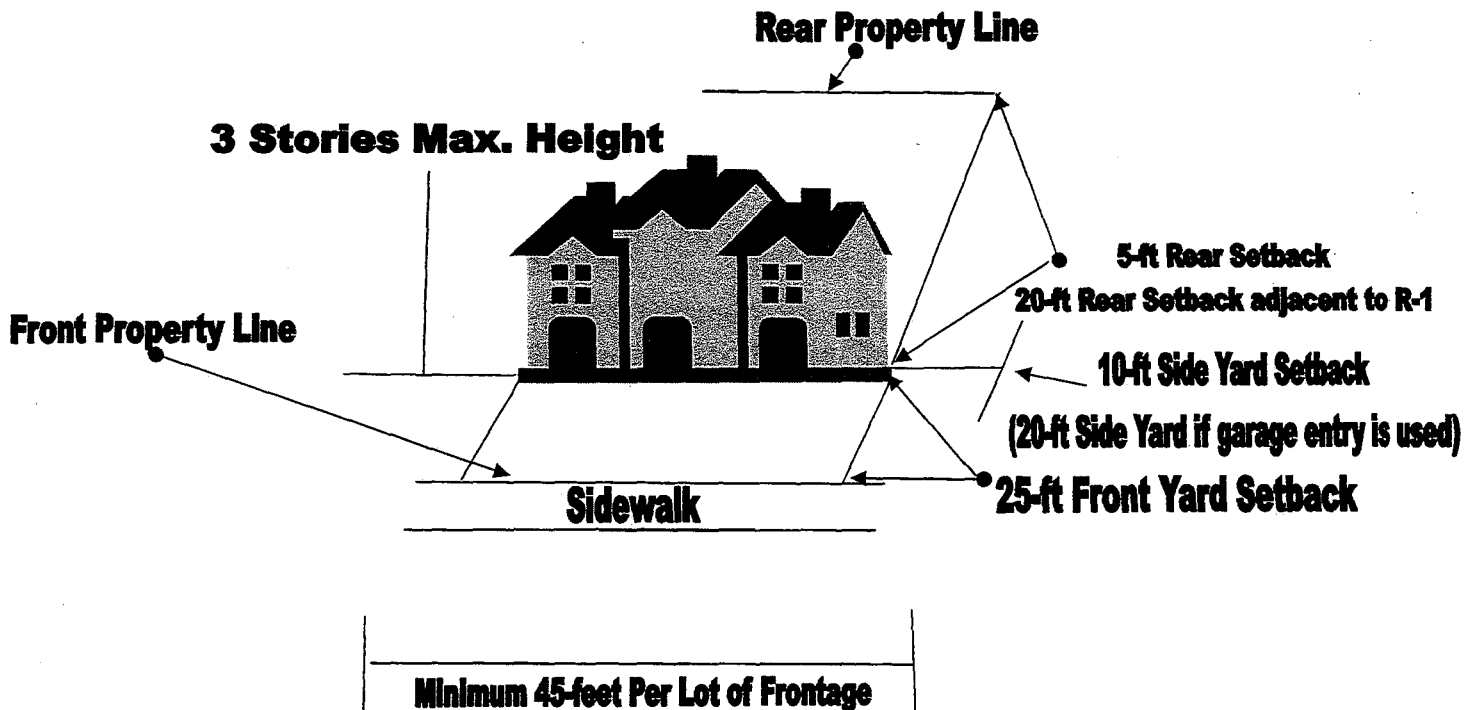 Rear Property Line
3 Stories Max. Height
5-ft Rear Setback
20-ft Rear Setback adjacent to R-1
Front Property Line
10-ft Side Yard Setback
(20-ft Side Yard if garage entry is used)
25-ft Front Yard Setback
Sidewalk
Minimum 45-feet Per Lot of Frontage